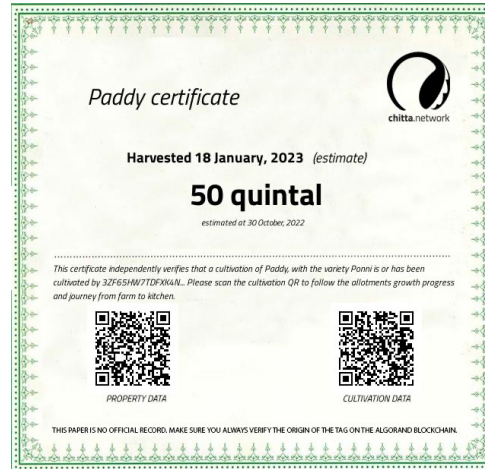 Paddy certificate
chitta.network
Harvested 18 January, 2023 (estimate)
50 quintal
estimated at 30 October, 2022
This certificate independently verifies that a cultivation of Paddy, with the variety Ponni is or has been
cultivated by 3ZF65HW7TDFXK4N... Please scan the cultivation QR to follow the allotments growth progress
and journey from farm to kitchen.
PROPERTY DATA
CULTIVATION DATA
THIS PAPER IS NO OFFICIAL RECORD. MAKE SURE YOU ALWAYS VERIFY THE ORIGIN OF THE TAG ON THE ALGORAND BLOCKCHAIN.